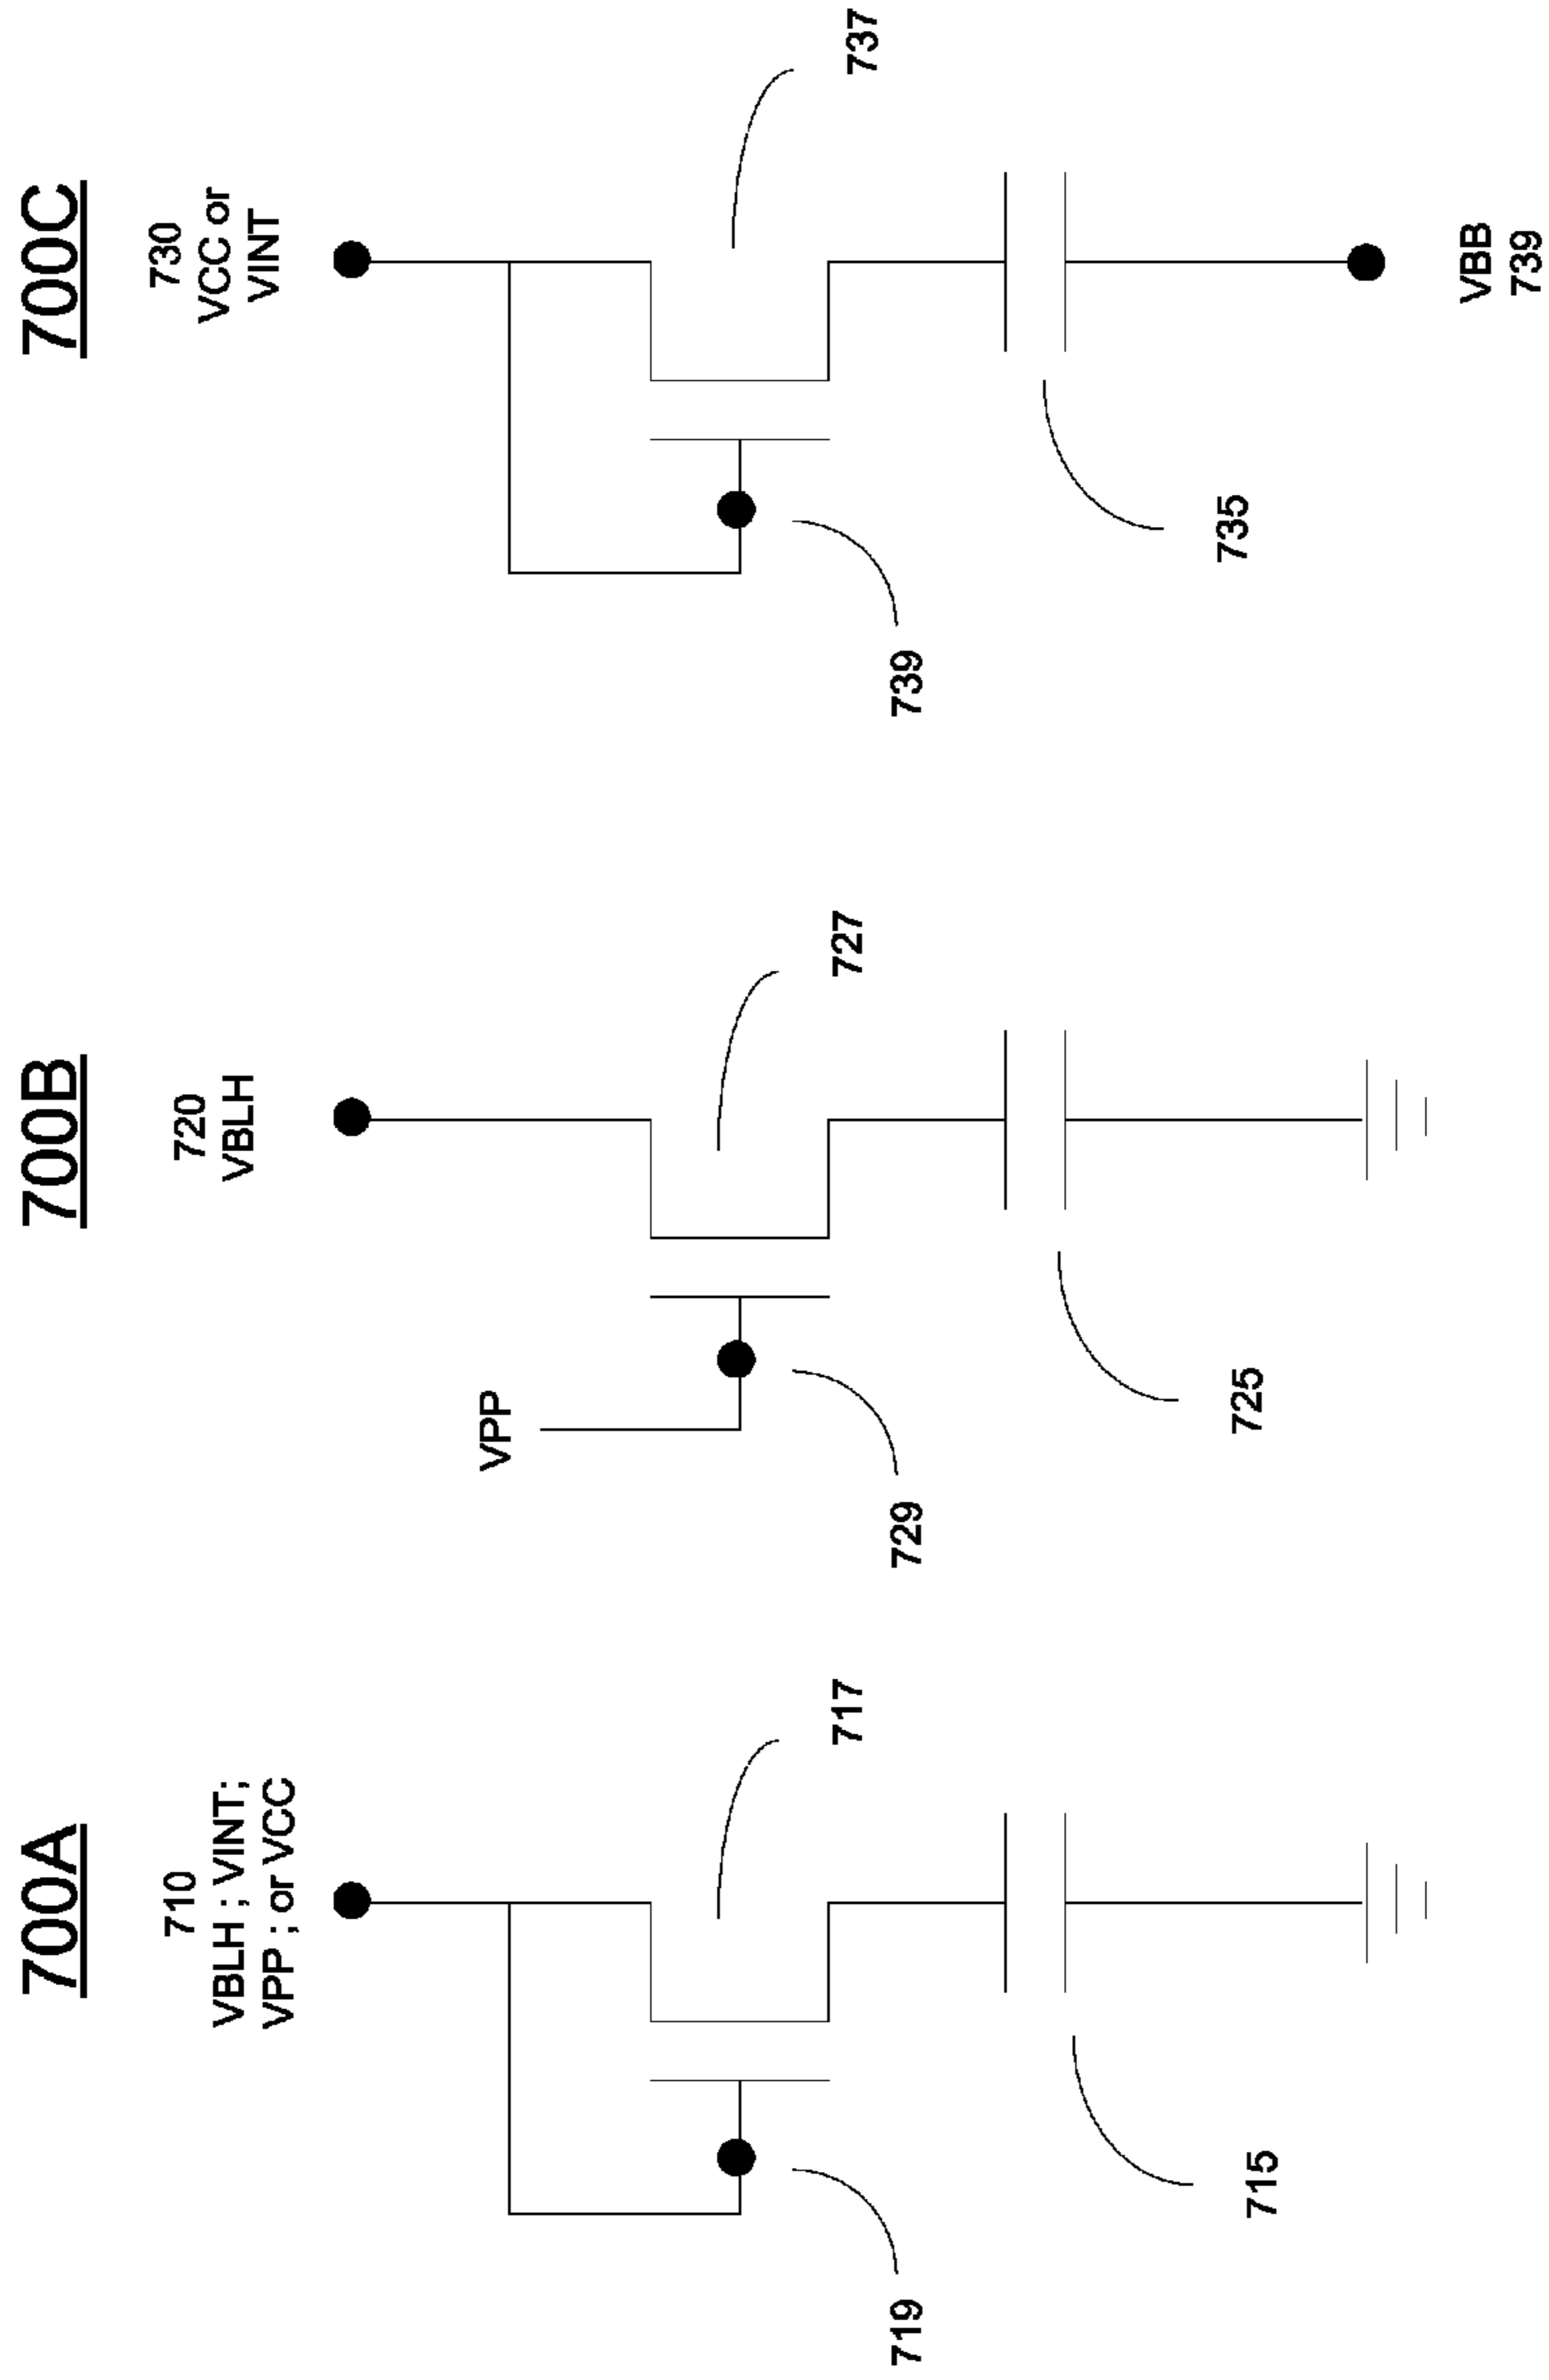 700A
710
VBLH ; VINT ;
VPP ; or VCC
717
719
715
700B
720
VBLH
VPP
727
729
725
700C
730
VCC or
VINT
737
739
735
VBB
739